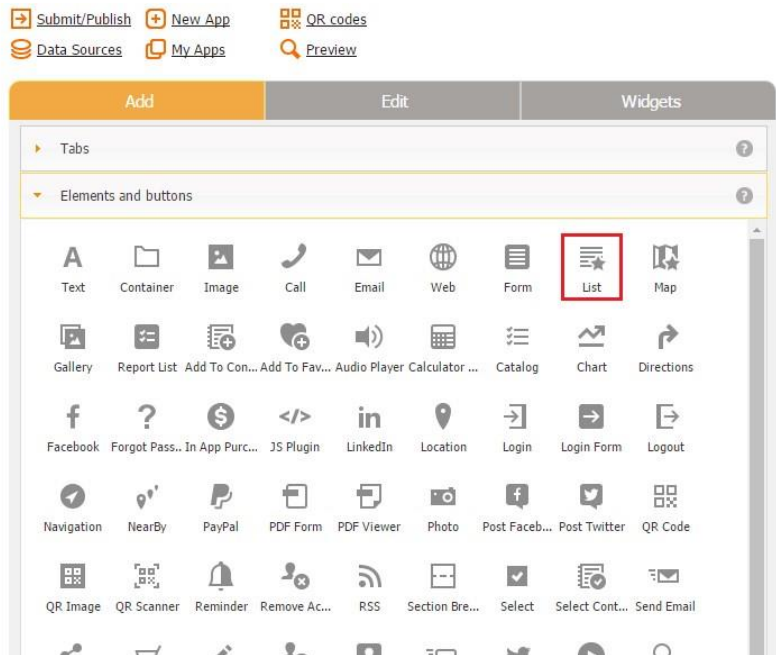 Submit/Publish New App QR codes
Data Sources My Apps Preview
Add Edit Widgets
Tabs ?
Elements and buttons ?
Text Container Image Call Email Web Form List Map
Gallery Report List Add To Con... Add To Fav... Audio Player Calculator ... Catalog Chart Directions
Facebook Forgot Pass.. In App Purc... JS Plugin LinkedIn Location Login Login Form Logout
Navigation NearBy PayPal PDF Form PDF Viewer Photo Post Faceb... Post Twitter QR Code
QR Image QR Scanner Reminder Remove Ac... RSS Section Bre... Select Select Cont... Send Email